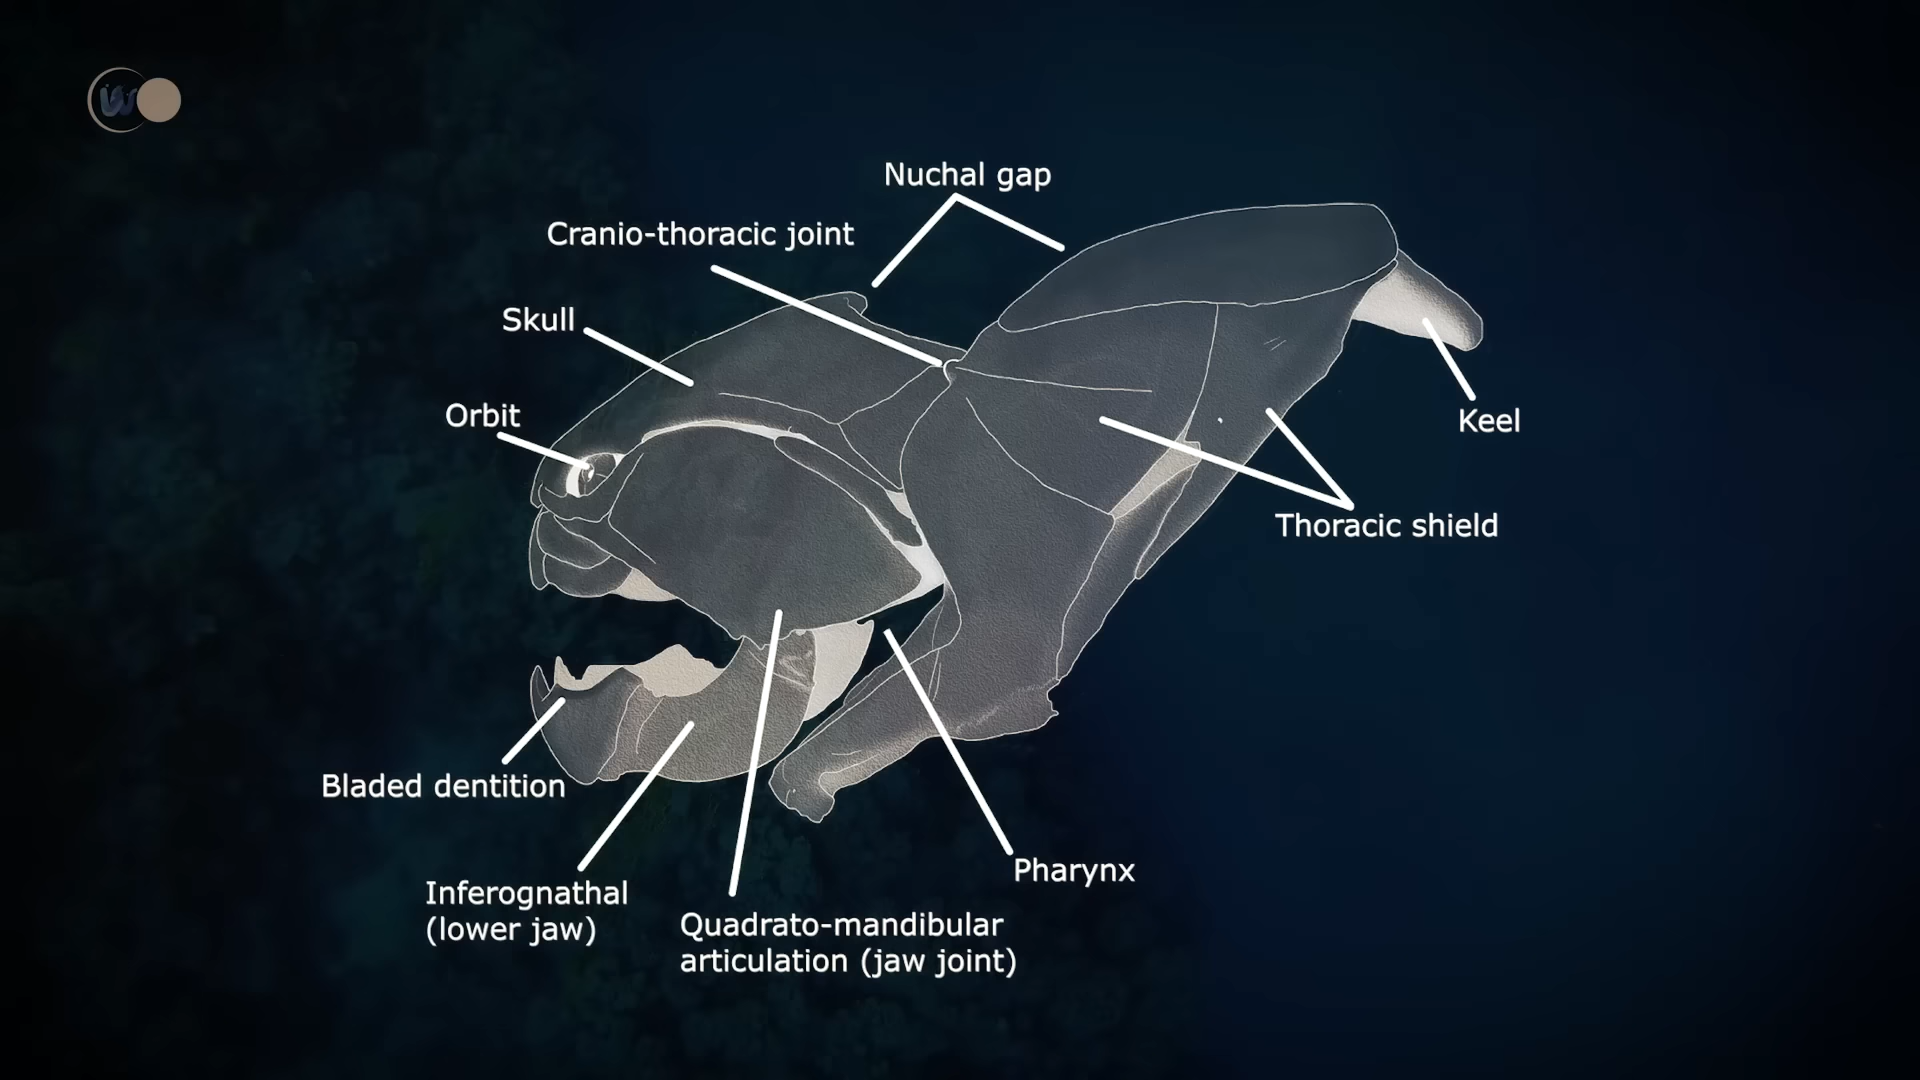 Nuchal gap
Cranio-thoracic joint
Skull
Orbit
Keel
Thoracic shield
Bladed dentition
Pharynx
Inferognathal
(lower jaw)
Quadrato-mandibular
articulation (jaw joint)